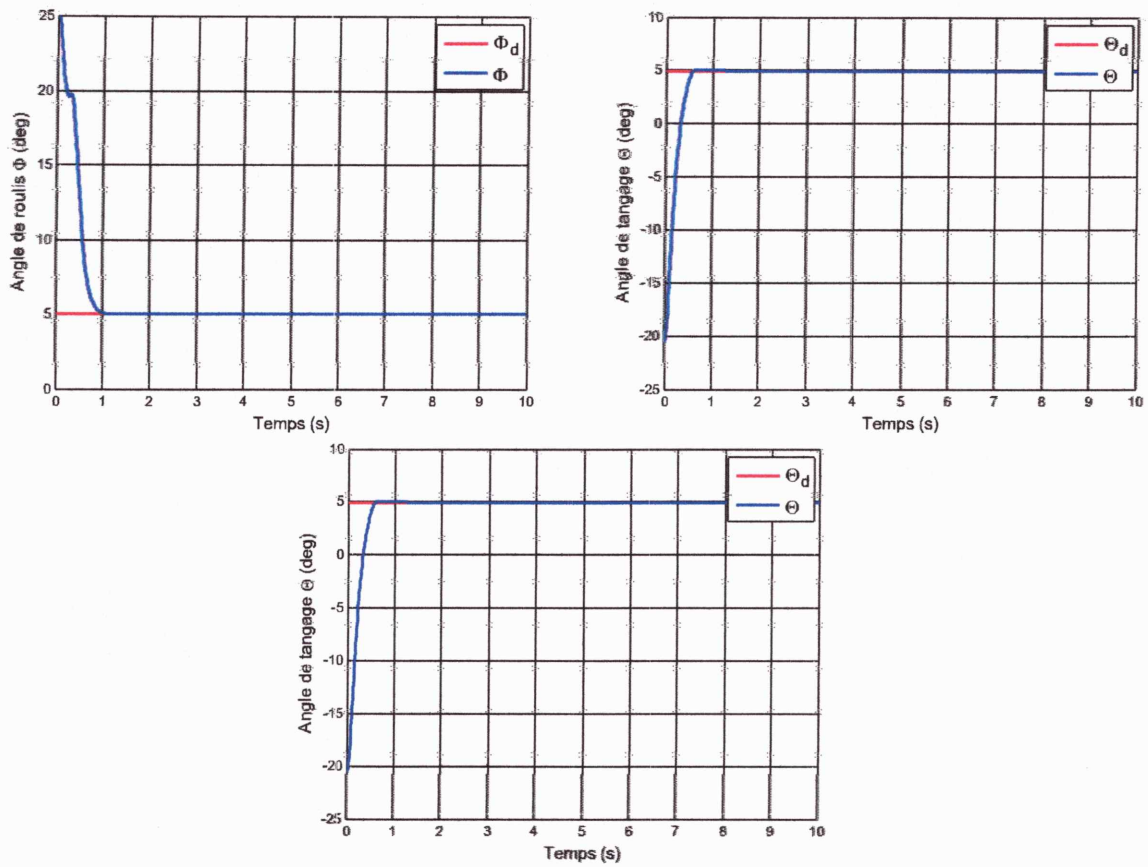 Angle de roulis Φ (deg)
25
20
15
10
5
0
0 1 2 3 4 5 6 7 8 9 10
Temps (s)
Φd
Φ
Angle de tangage Θ (deg)
10
5
0
-5
-10
-15
-20
-25
0 1 2 3 4 5 6 7 8 9 10
Temps (s)
Θd
Θ
Angle de tangage Θ (deg)
10
5
0
-5
-10
-15
-20
-25
0 1 2 3 4 5 6 7 8 9 10
Temps (s)
Θd
Θ